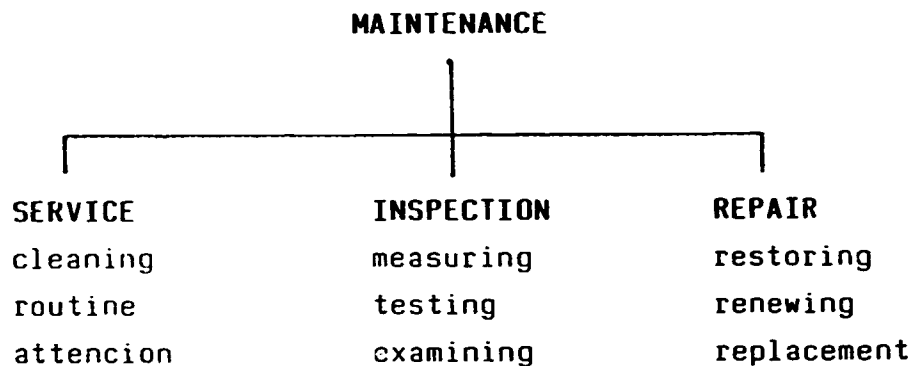 MAINTENANCE
SERVICE INSPECTION REPAIR
cleaning measuring restoring
routine testing renewing
attencion examining replacement